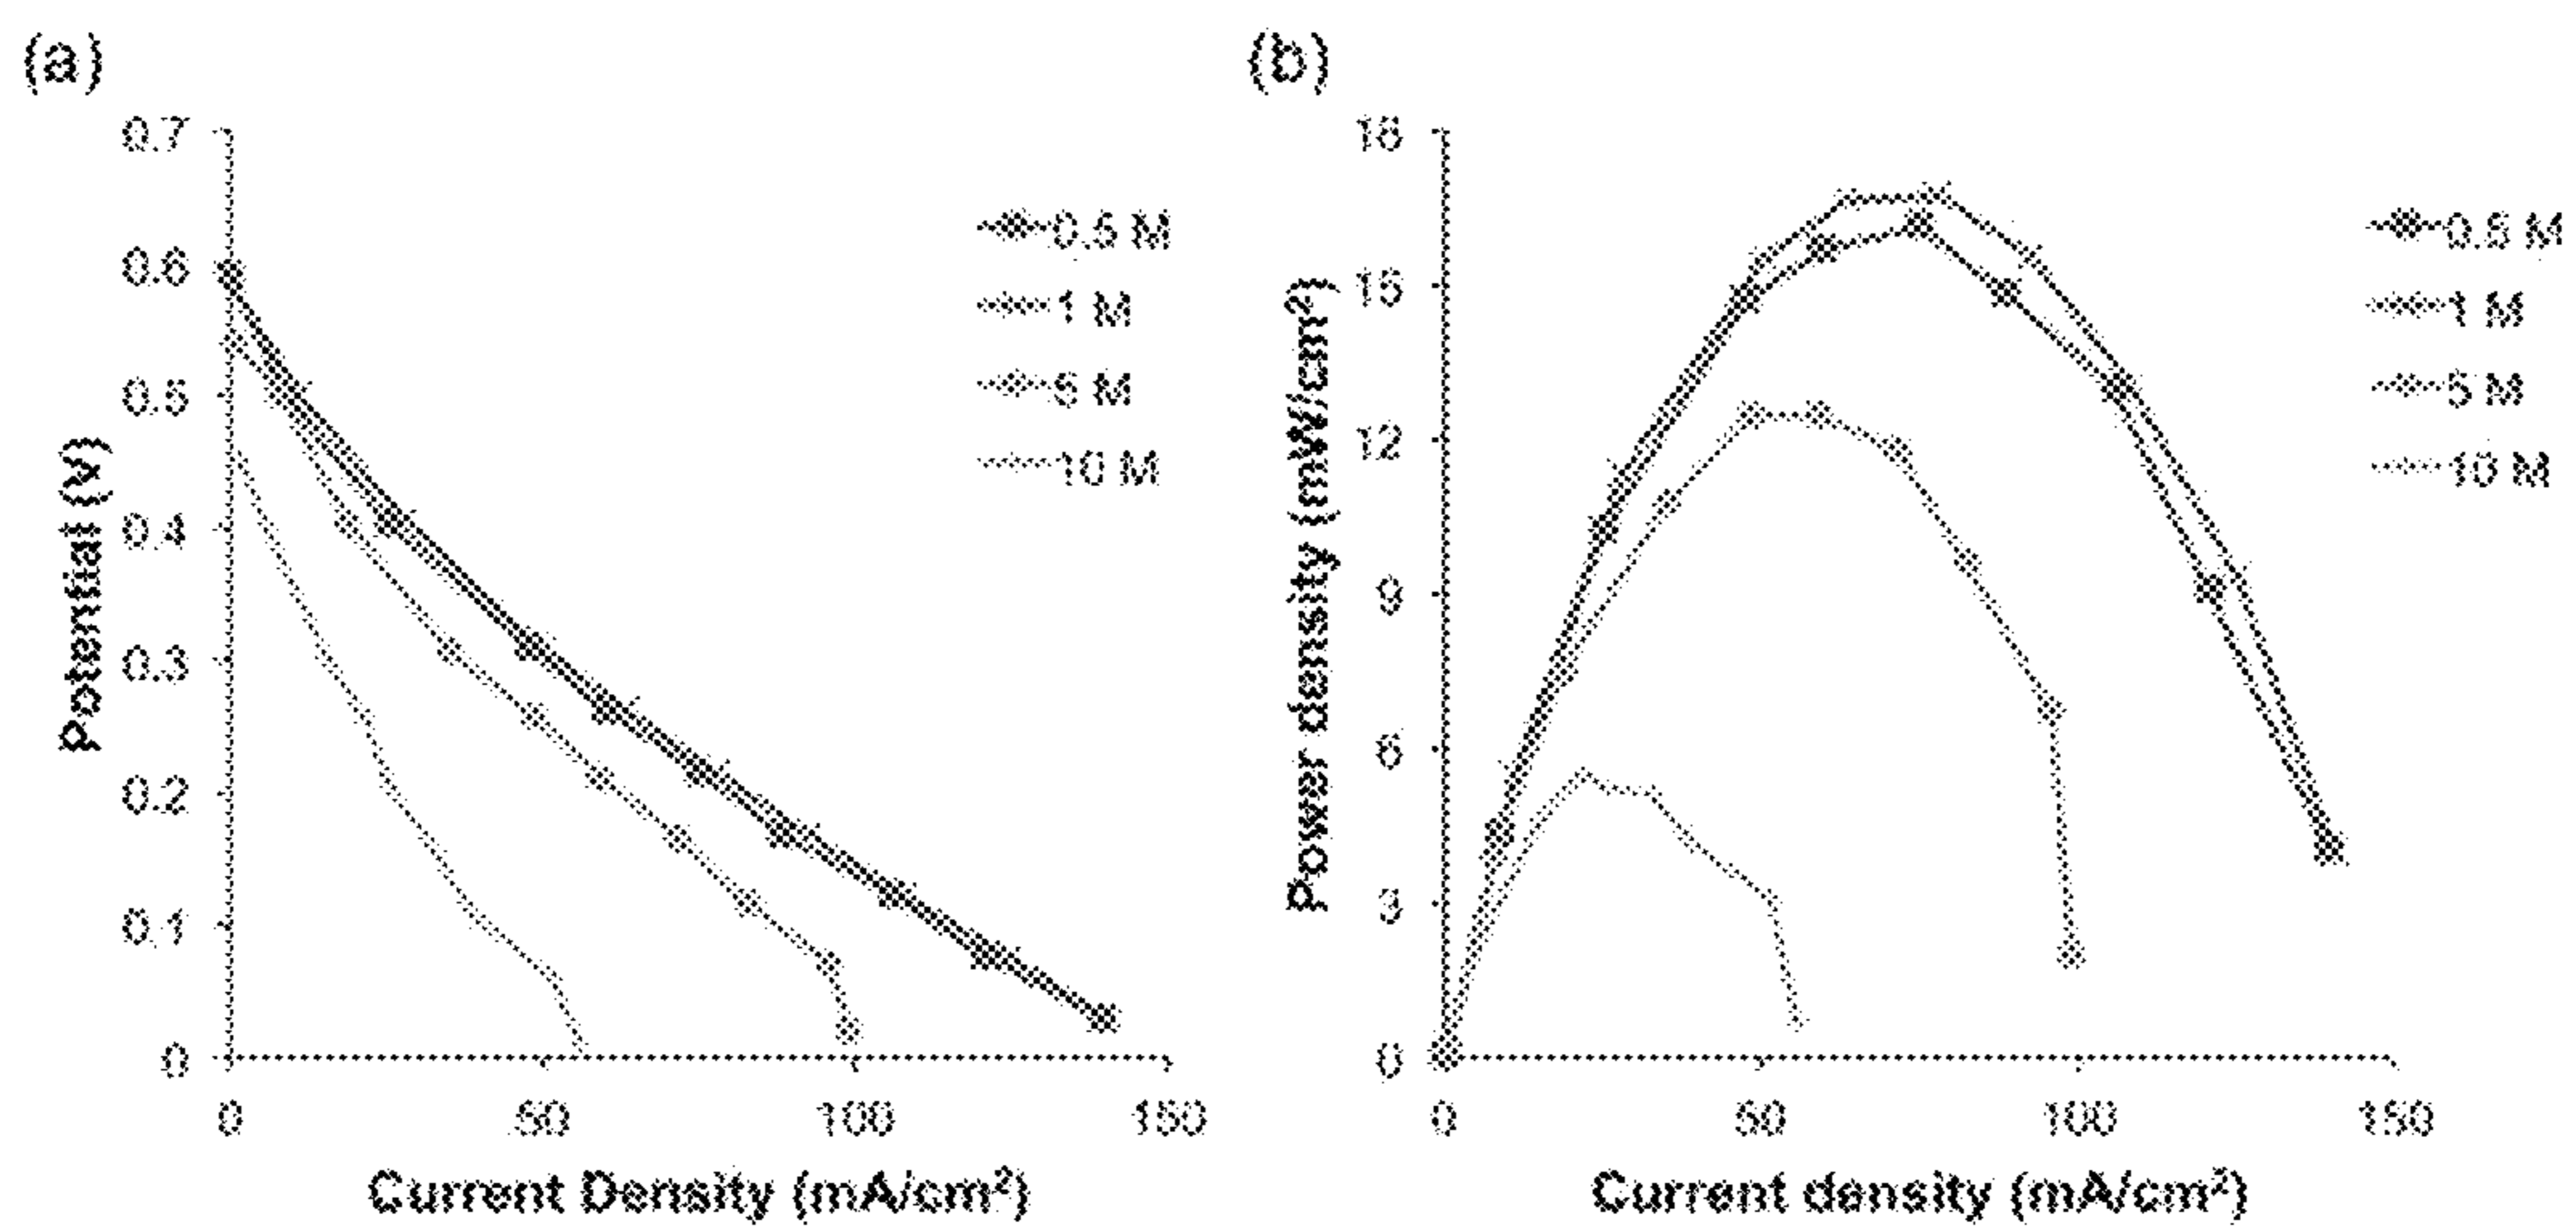 (a)
0.7
0.6
0.5
0.4
0.3
0.2
0.1
0
0 50 100 150
Potential (V)
Current Density (mA/cm²)
0.5 M
1 M
5 M
10 M
(b)
18
15
12
9
6
3
0
0 50 100 150
Power density (mW/cm²)
Current density (mA/cm²)
0.5 M
1 M
5 M
10 M